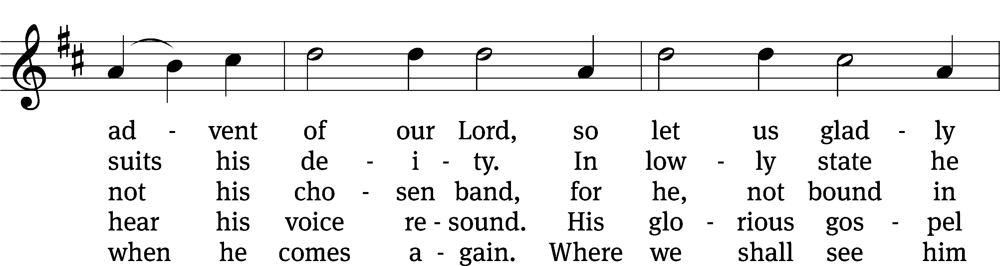 ad - vent of our Lord, so let us glad - ly
suits his de - i - ty. In low - ly state he
not his cho - sen band, for he, not bound in
hear his voice re - sound. His glo - rious gos - pel
when he comes a - gain. Where we shall see him